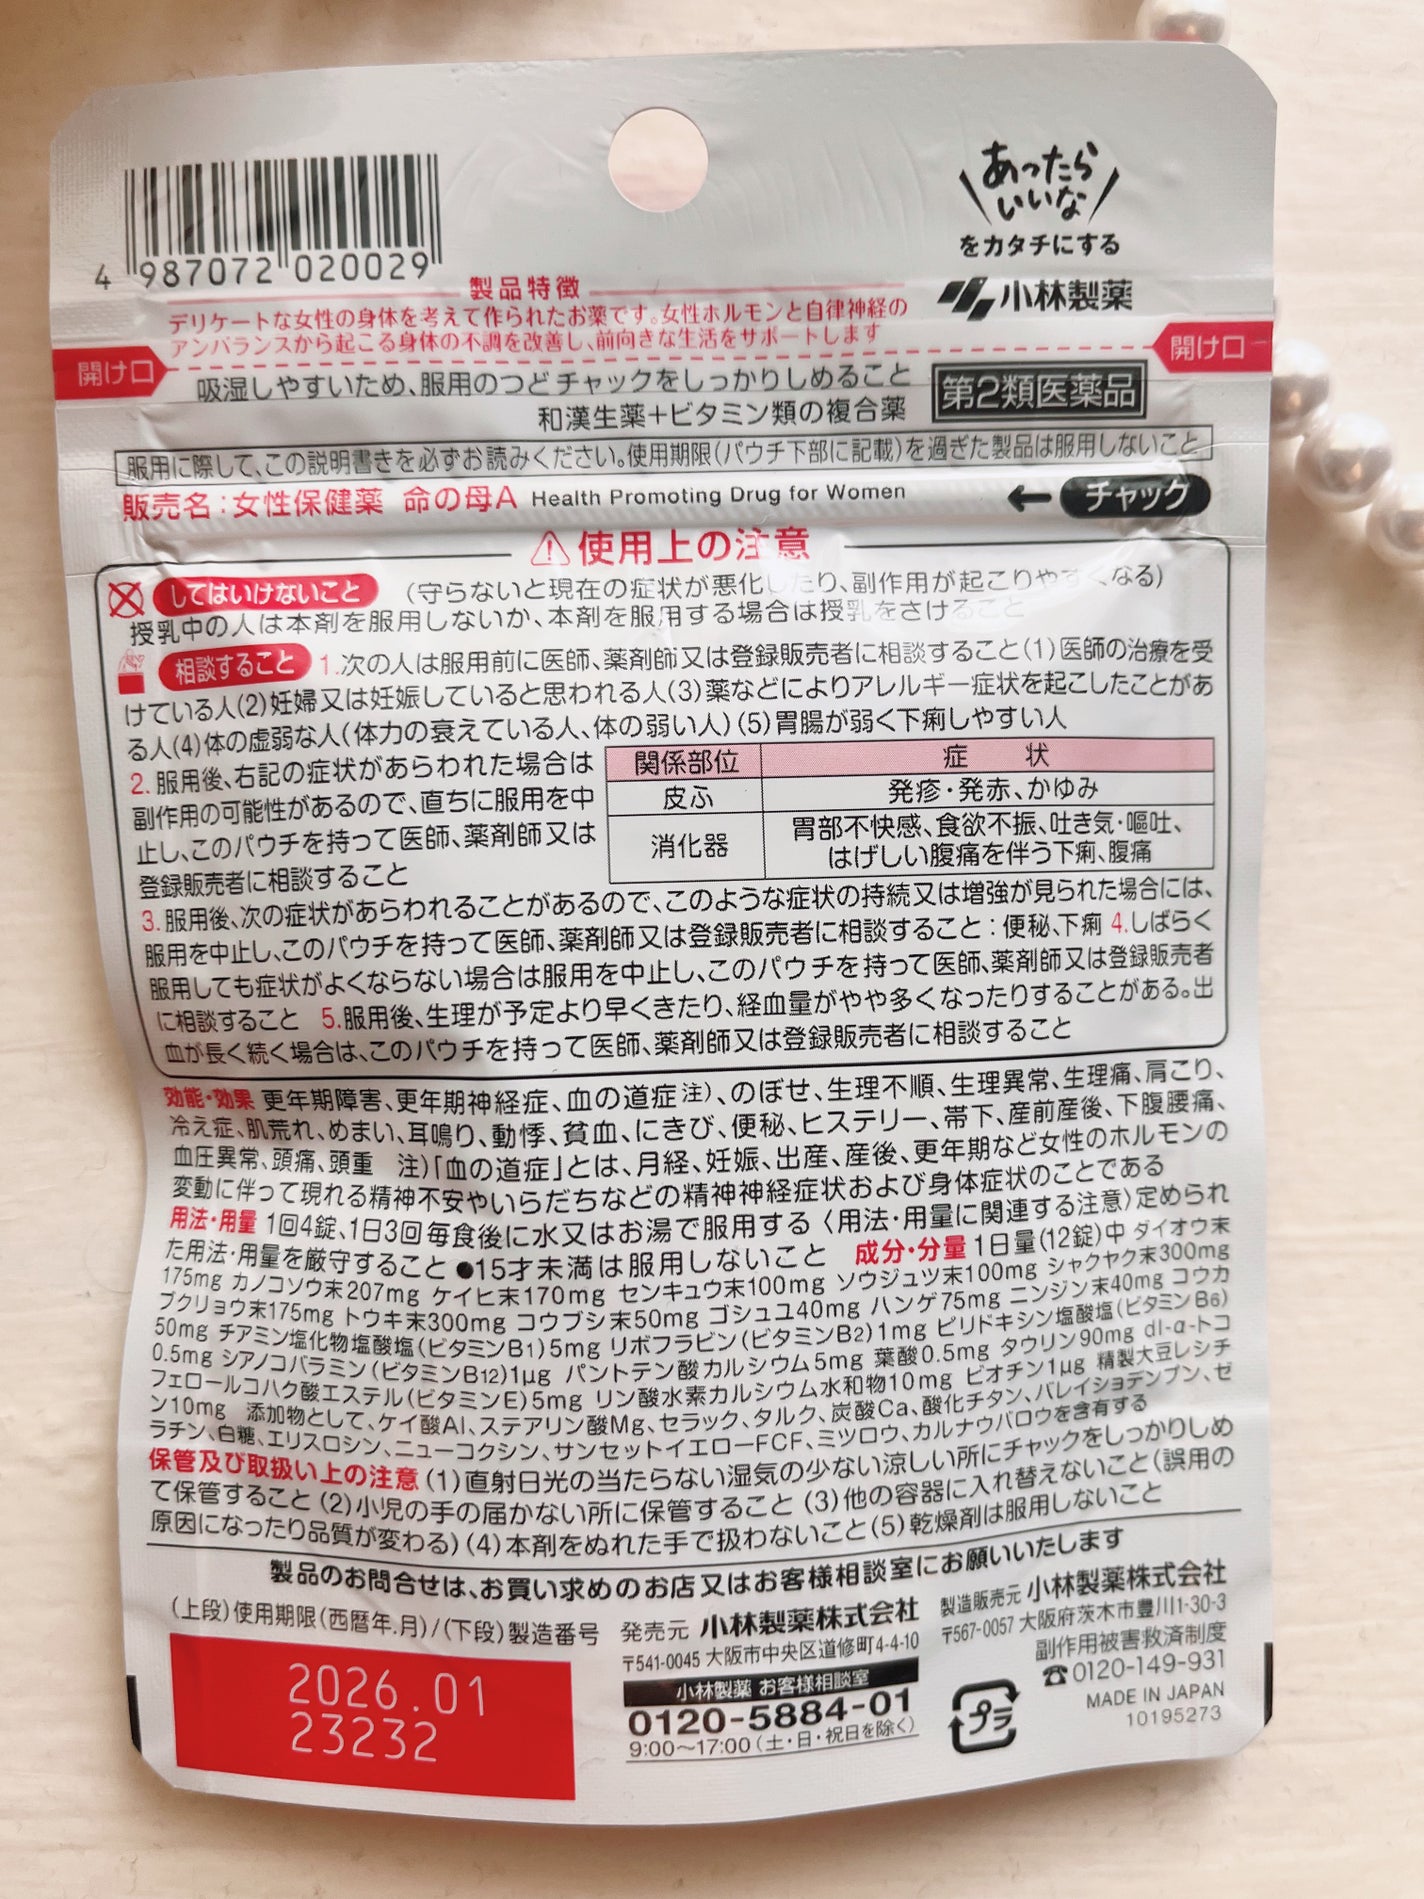 4 987072 020029
あったら
いいな
をカタチにする
小林製薬
製品特徴
デリケートな女性の身体を考えて作られたお薬です。女性ホルモンと自律神経の
アンバランスから起こる身体の不調を改善し、前向きな生活をサポートします
開け口
開け口
吸湿しやすいため、服用のつどチャックをしっかりしめること
和漢生薬+ビタミン類の複合薬
第2類医薬品
服用に際して、この説明書きを必ずお読みください。使用期限(パウチ下部に記載)を過ぎた製品は服用しないこと
販売名:女性保健薬 命の母A Health Promoting Drug for Women
← チャック
使用上の注意
してはいけないこと (守らないと現在の症状が悪化したり、副作用が起こりやすくなる)
授乳中の人は本剤を服用しないか、本剤を服用する場合は授乳をさけること
相談すること 1.次の人は服用前に医師、薬剤師又は登録販売者に相談すること(1)医師の治療を受
けている人(2)妊婦又は妊娠していると思われる人(3)薬などによりアレルギー症状を起こしたことがあ
る人(4)体の虚弱な人(体力の衰えている人、体の弱い人)(5)胃腸が弱く下痢しやすい人
2.服用後、右記の症状があらわれた場合は
副作用の可能性があるので、直ちに服用を中
止し、このパウチを持って医師、薬剤師又は
登録販売者に相談すること
関係部位 症 状
皮ふ 発疹・発赤、かゆみ
消化器 胃部不快感、食欲不振、吐き気・嘔吐、
はげしい腹痛を伴う下痢、腹痛
3.服用後、次の症状があらわれることがあるので、このような症状の持続又は増強が見られた場合には、
服用を中止し、このパウチを持って医師、薬剤師又は登録販売者に相談すること:便秘、下痢 4.しばらく
服用しても症状がよくならない場合は服用を中止し、このパウチを持って医師、薬剤師又は登録販売者
に相談すること 5.服用後、生理が予定より早くきたり、経血量がやや多くなったりすることがある。出
血が長く続く場合は、このパウチを持って医師、薬剤師又は登録販売者に相談すること
効能・効果 更年期障害、更年期神経症、血の道症注)、のぼせ、生理不順、生理異常、生理痛、肩こり、
冷え症、肌荒れ、めまい、耳鳴り、動悸、貧血、にきび、便秘、ヒステリー、帯下、産前産後、下腹腰痛、
血圧異常、頭痛、頭重 注)「血の道症」とは、月経、妊娠、出産、産後、更年期など女性のホルモンの
変動に伴って現れる精神不安やいらだちなどの精神神経症状および身体症状のことである
用法・用量 1回4錠、1日3回毎食後に水又はお湯で服用する〈用法・用量に関連する注意〉定められ
た用法・用量を厳守すること ●15才未満は服用しないこと 成分・分量 1日量(12錠)中 ダイオウ末
175mg カノコソウ末207mg ケイヒ末170mg センキュウ末100mg ソウジュツ末100mg シャクヤク末300mg
ブクリョウ末175mg トウキ末300mg コウブシ末50mg ゴシュユ40mg ハンゲ75mg ニンジン末40mg コウカ
50mg チアミン塩化物塩酸塩(ビタミンB1)5mg リボフラビン(ビタミンB2)1mg ピリドキシン塩酸塩(ビタミンB6)
0.5mg シアノコバラミン(ビタミンB12)1μg パントテン酸カルシウム5mg 葉酸0.5mg タウリン90mg dl-α-トコ
フェロールコハク酸エステル(ビタミンE)5mg リン酸水素カルシウム水和物10mg ビオチン1μg 精製大豆レシチ
ン10mg 添加物として、ケイ酸Al、ステアリン酸Mg、セラック、タルク、炭酸Ca、酸化チタン、バレイショデンプン、ゼ
ラチン、白糖、エリスロシン、ニューコクシン、サンセットイエローFCF、ミツロウ、カルナウバロウを含有する
保管及び取扱い上の注意 (1)直射日光の当たらない湿気の少ない涼しい所にチャックをしっかりしめ
て保管すること (2)小児の手の届かない所に保管すること (3)他の容器に入れ替えないこと(誤用の
原因になったり品質が変わる) (4)本剤をぬれた手で扱わないこと(5)乾燥剤は服用しないこと
製品のお問合せは、お買い求めのお店又はお客様相談室にお願いいたします
(上段)使用期限(西暦年.月)/(下段)製造番号
2026.01
23232
発売元 小林製薬株式会社
〒541-0045 大阪市中央区道修町4-4-10
小林製薬 お客様相談室
0120-5884-01
9:00〜17:00(土・日・祝日を除く)
製造販売元 小林製薬株式会社
〒567-0057 大阪府茨木市豊川1-30-3
副作用被害救済制度
☎0120-149-931
プラ
MADE IN JAPAN
10195273